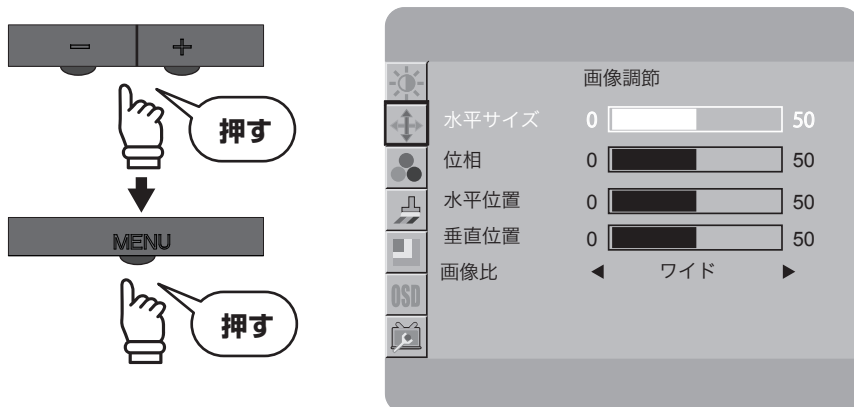 − +
押す
MENU
押す
画像調節
水平サイズ 0 50
位相 0 50
水平位置 0 50
垂直位置 0 50
画像比 ◀ ワイド ▶
OSD